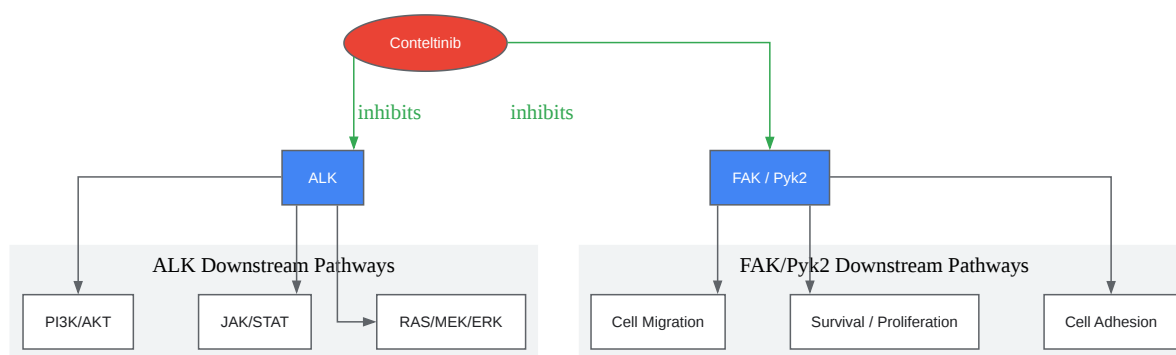 Conteltinib
inhibits
inhibits
ALK
FAK / Pyk2
ALK Downstream Pathways
FAK/Pyk2 Downstream Pathways
PI3K/AKT
JAK/STAT
RAS/MEK/ERK
Cell Migration
Survival / Proliferation
Cell Adhesion